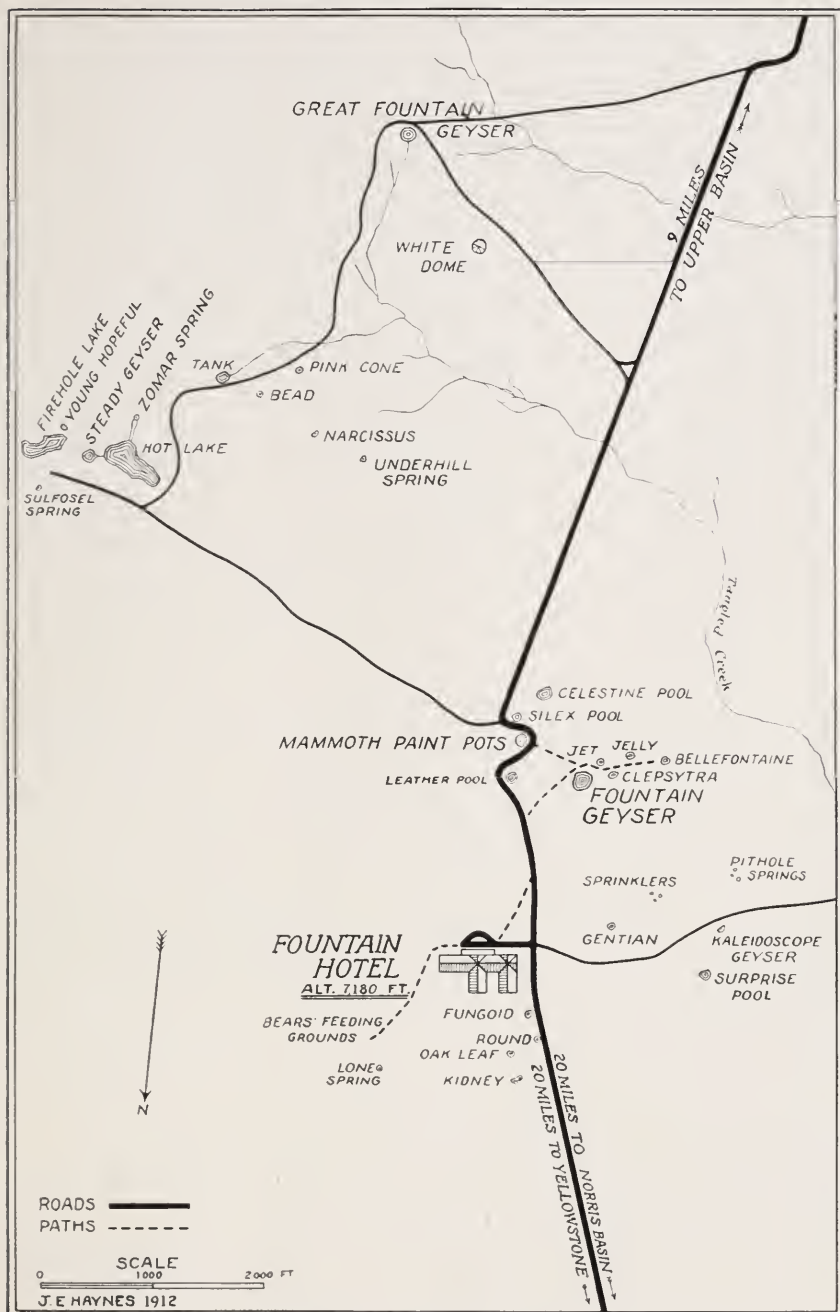 GREAT FOUNTAIN
GEYSER
9 MILES
TO UPPER BASIN
WHITE
DOME
FIREHOLE LAKE
YOUNG HOPEFUL
STEADY GEYSER
ZOMAR SPRING
TANK
PINK CONE
BEAD
HOT LAKE
NARCISSUS
UNDERHILL
SPRING
SULFOSEL
SPRING
Tangled Creek
CELESTINE POOL
SILEX POOL
MAMMOTH PAINT POTS
JET
JELLY
BELLEFONTAINE
LEATHER POOL
CLEPSYTRA
FOUNTAIN
GEYSER
PITHOLE
SPRINGS
SPRINKLERS
GENTIAN
KALEIDOSCOPE
GEYSER
SURPRISE
POOL
FOUNTAIN
HOTEL
ALT. 7,180 FT.
BEARS' FEEDING
GROUNDS
FUNGOID
ROUND
OAK LEAF
LONE
SPRING
KIDNEY
20 MILES TO NORRIS BASIN
20 MILES TO YELLOWSTONE
N
ROADS
PATHS
SCALE
0 1000 2000 FT
J. E HAYNES 1912